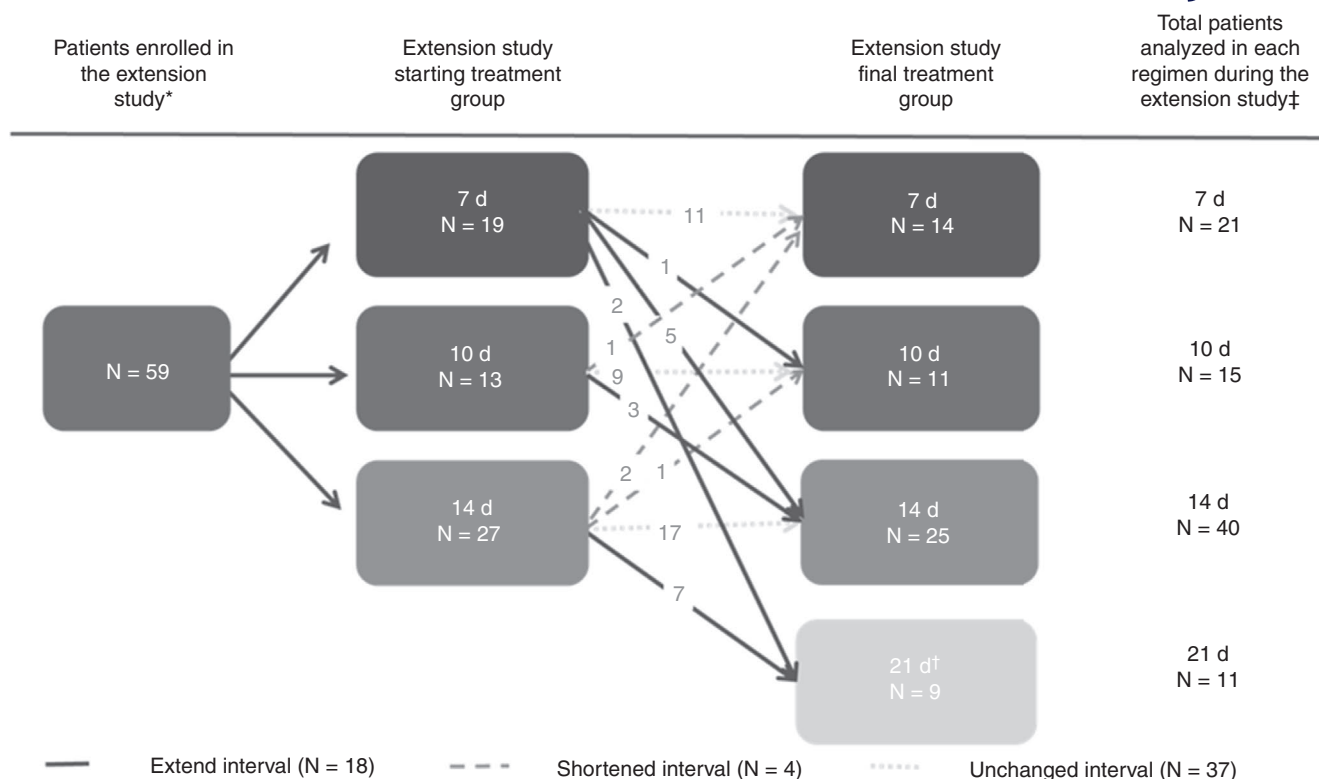 Patients enrolled in
the extension
study*
Extension study
starting treatment
group
Extension study
final treatment
group
Total patients
analyzed in each
regimen during the
extension study‡
N = 59
7 d
N = 19
10 d
N = 13
14 d
N = 27
11
1
2
5
1
9
3
2
1
17
7
7 d
N = 14
10 d
N = 11
14 d
N = 25
21 d†
N = 9
7 d
N = 21
10 d
N = 15
14 d
N = 40
21 d
N = 11
Extend interval (N = 18)
Shortened interval (N = 4)
Unchanged interval (N = 37)